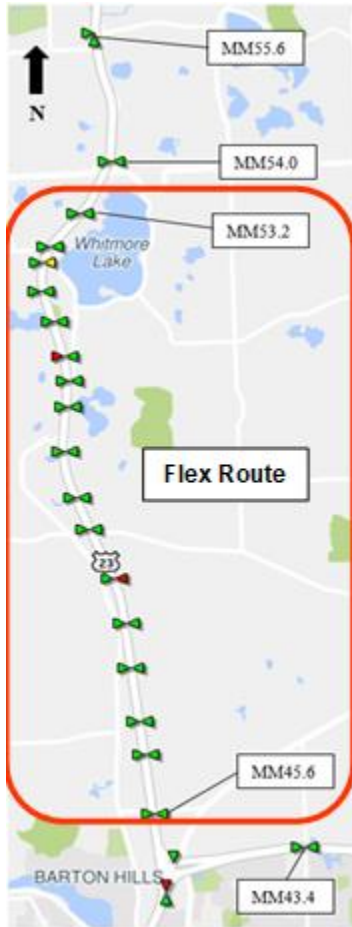 MM55.6
N
MM54.0
MM53.2
Whitmore
Lake
Flex Route
23
MM45.6
BARTON HILLS
MM43.4